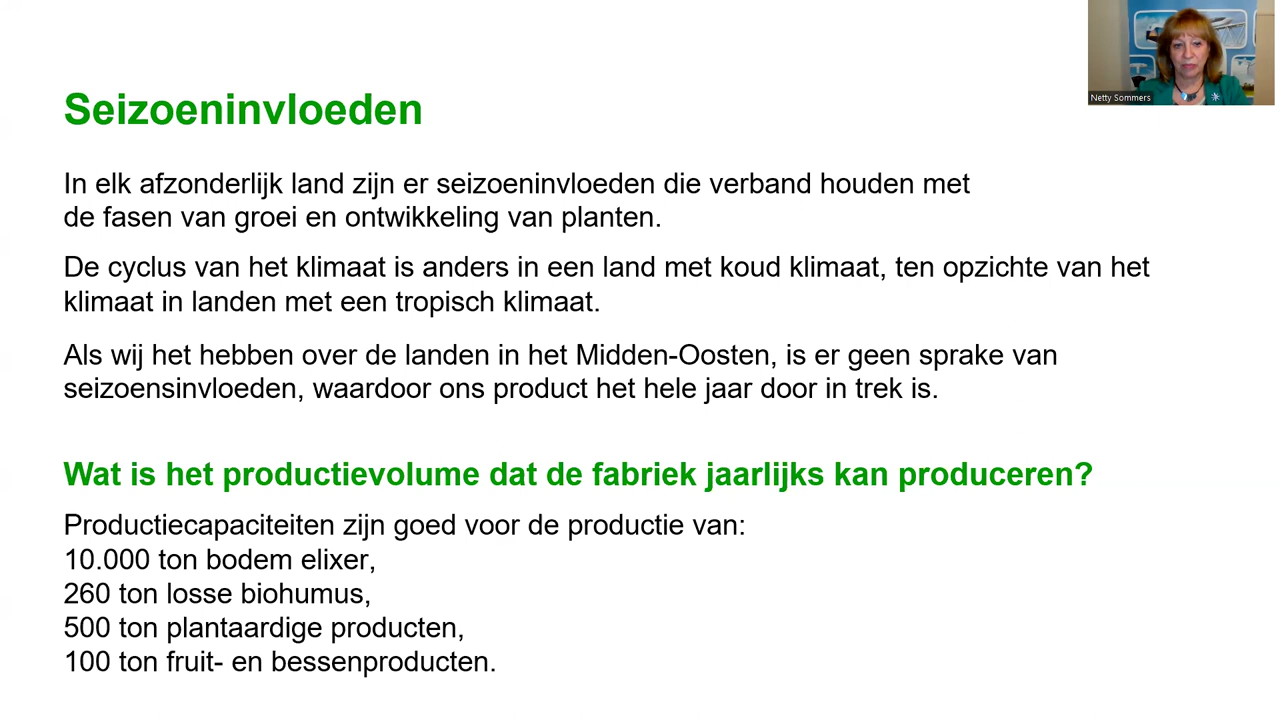 Seizoeninvloeden
In elk afzonderlijk land zijn er seizoeninvloeden die verband houden met
de fasen van groei en ontwikkeling van planten.
De cyclus van het klimaat is anders in een land met koud klimaat, ten opzichte van het
klimaat in landen met een tropisch klimaat.
Als wij het hebben over de landen in het Midden-Oosten, is er geen sprake van
seizoensinvloeden, waardoor ons product het hele jaar door in trek is.
Wat is het productievolume dat de fabriek jaarlijks kan produceren?
Productiecapaciteiten zijn goed voor de productie van:
10.000 ton bodem elixer,
260 ton losse biohumus,
500 ton plantaardige producten,
100 ton fruit- en bessenproducten.
Netty Sommers